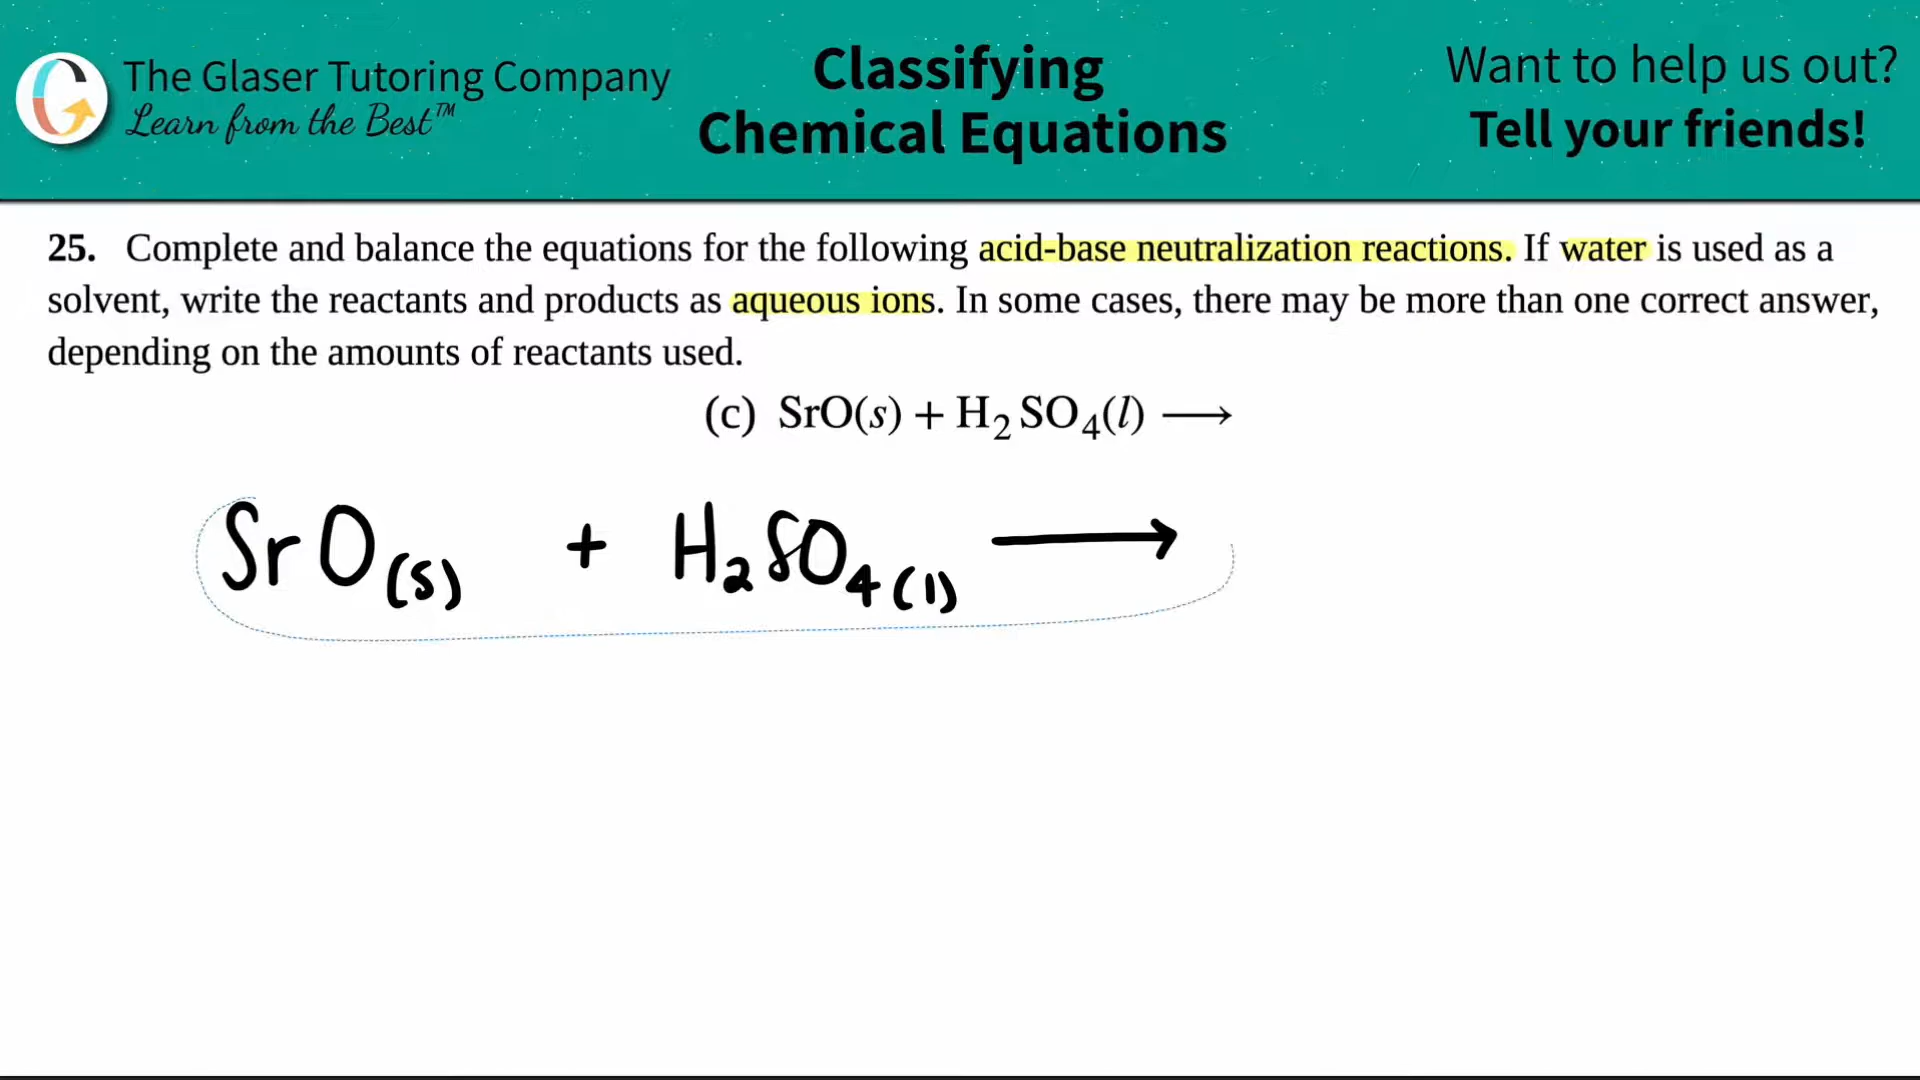 The Glaser Tutoring Company
Learn from the Best™
Classifying
Chemical Equations
Want to help us out?
Tell your friends!
25. Complete and balance the equations for the following acid-base neutralization reactions. If water is used as a
solvent, write the reactants and products as aqueous ions. In some cases, there may be more than one correct answer,
depending on the amounts of reactants used.
(c) SrO(s) + H₂SO₄(l) ⟶
SrO(s) + H₂SO₄(l) ⟶